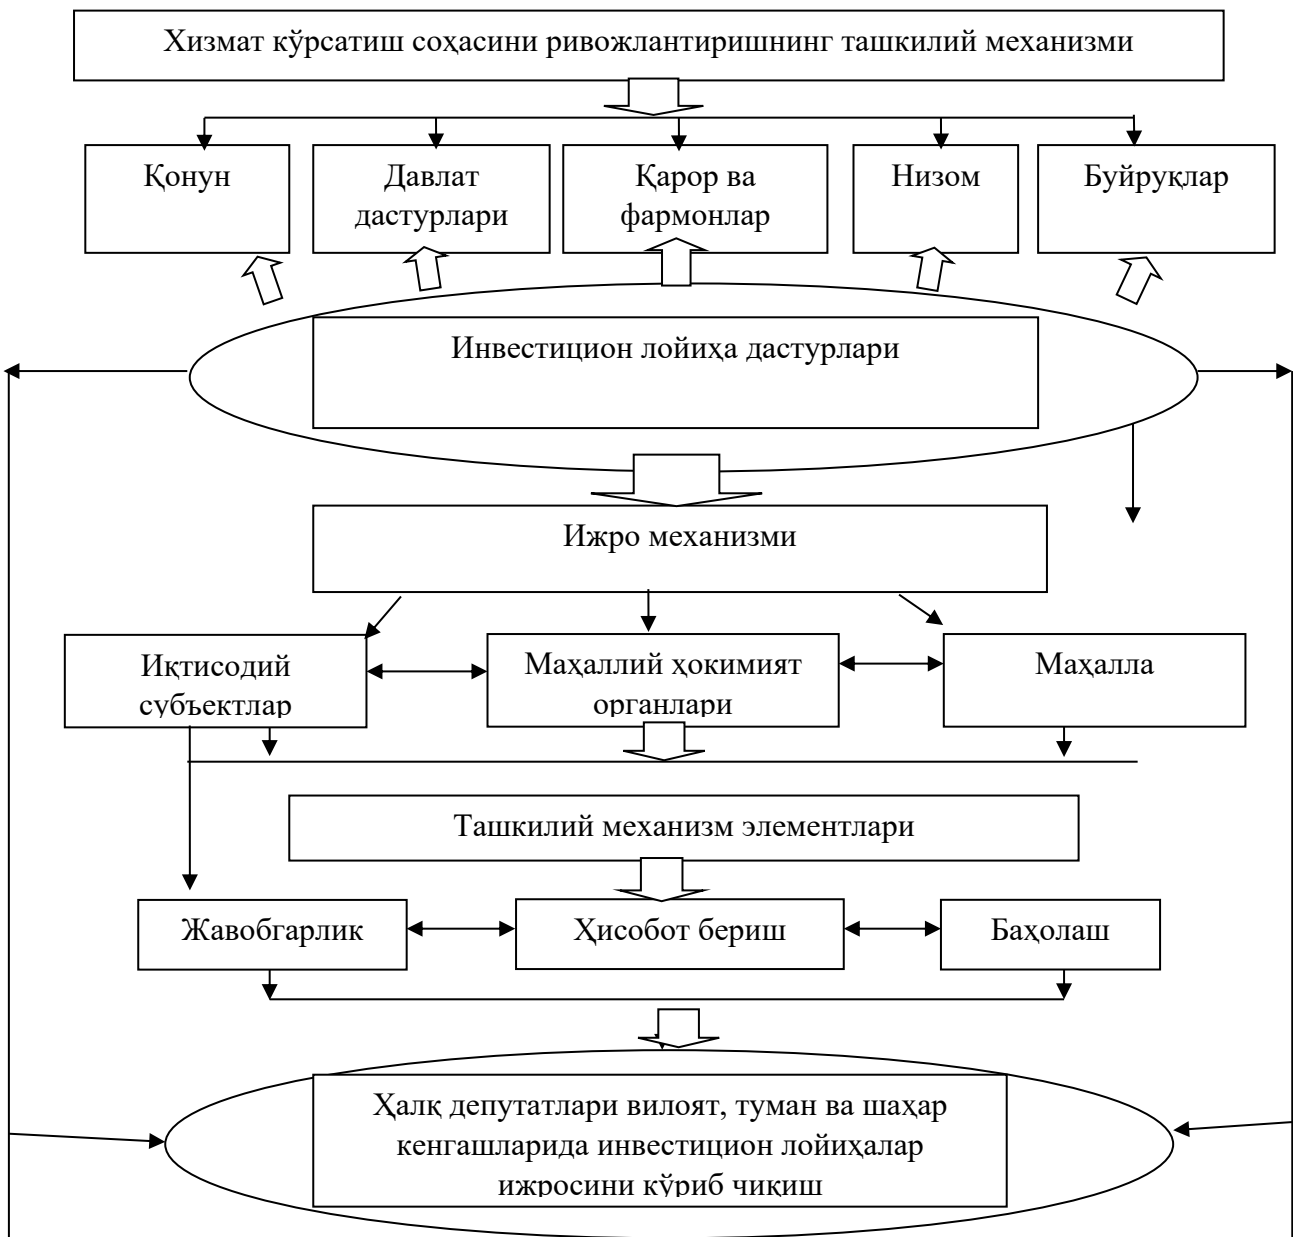 Хизмат кўрсатиш соҳасини ривожлантиришнинг ташкилий механизми
Қонун
Давлат
дастурлари
Қарор ва
фармонлар
Низом
Буйруқлар
Инвестицион лойиҳа дастурлари
Ижро механизми
Иқтисодий
субъектлар
Маҳаллий ҳокимият
органлари
Маҳалла
Ташкилий механизм элементлари
Жавобгарлик
Ҳисобот бериш
Баҳолаш
Ҳалқ депутатлари вилоят, туман ва шаҳар
кенгашларида инвестицион лойиҳалар
ижросини кўриб чиқиш